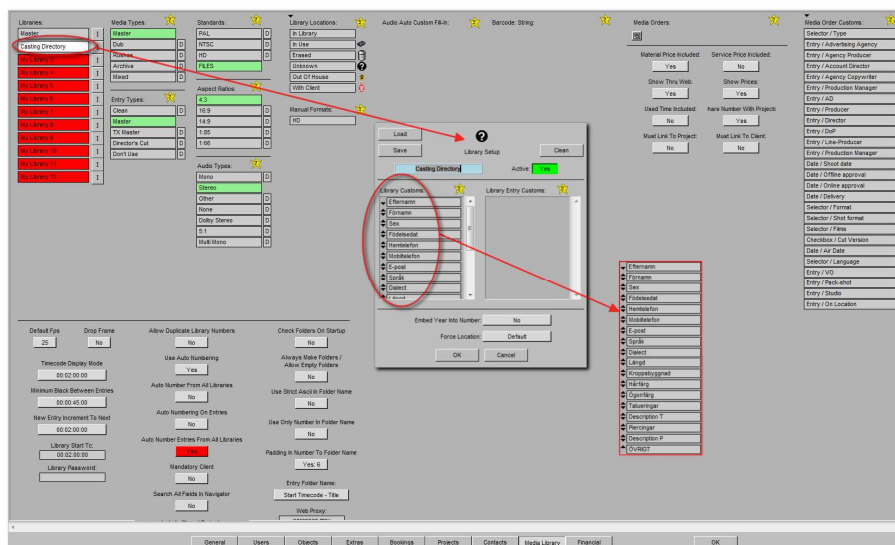 Libraries:
Master
I
Casting Directory
I
My Library 3
I
My Library 4
I
My Library 5
I
My Library 6
I
My Library 7
I
My Library 8
I
My Library 9
I
My Library 10
I
My Library 11
I
My Library 12
I
Media Types:
Master
Dub
D
Rushes
D
Archive
D
Mixed
D
Entry Types:
Clean
D
Master
TX Master
D
Director's Cut
D
Don't Use
D
Standards:
PAL
D
NTSC
D
HD
D
FILES
Aspect Ratios:
4:3
16:9
D
14:9
D
1:85
D
1:66
D
Audio Types:
Mono
D
Stereo
Other
D
None
D
Dolby Stereo
D
5:1
D
Multi Mono
D
Library Locations:
In Library
In Use
Erased
Unknown
Out Of House
With Client
Manual Formats:
HD
Audio Auto Custom Fill-In:
Barcode: String:
Media Orders:
Material Price Included:
Yes
Service Price Included:
No
Show Thru Web:
Yes
Show Prices:
Yes
Used Time Included:
No
hare Number With Project:
Yes
Must Link To Project:
No
Must Link To Client:
No
Media Order Customs:
Selector / Type
Entry / Advertising Agency
Entry / Agency Producer
Entry / Account Director
Entry / Agency Copywriter
Entry / Production Manager
Entry / AD
Entry / Producer
Entry / Director
Entry / DoP
Entry / Line-Producer
Entry / Production Manager
Date / Shoot date
Date / Offline approval
Date / Online approval
Date / Delivery
Selector / Format
Selector / Shot format
Selector / Films
Checkbox / Cut Version
Date / Air Date
Selector / Language
Entry / VO
Entry / Pack-shot
Entry / Studio
Entry / On Location
Load
Save
Library Setup
Clean
Casting Directory
Active:
Yes
Library Customs:
Efternamn
Förnamn
Sex
Födelsedat
Hemtelefon
Mobiltelefon
E-post
Språk
Dialect
Längd
Library Entry Customs:
Embed Year Into Number:
No
Force Location:
Default
OK
Cancel
Efternamn
Förnamn
Sex
Födelsedat
Hemtelefon
Mobiltelefon
E-post
Språk
Dialect
Längd
Kroppsbyggnad
Hårfärg
Ögonfärg
Tatueringar
Description T
Piercingar
Description P
ÖVRIGT
Default Fps
25
Drop Frame
No
Timecode Display Mode
00:02:00:00
Minimum Black Between Entries
00:00:45:00
New Entry Increment To Next
00:02:00:00
Library Start Tc:
00:02:00:00
Library Password:
Allow Duplicate Library Numbers
No
Use Auto Numbering
Yes
Auto Number From All Libraries
No
Auto Numbering On Entries
No
Auto Number Entries From All Libraries
Yes
Mandatory Client
No
Search All Fields In Navigator
No
Check Folders On Startup
No
Always Make Folders /
Allow Empty Folders
No
Use Strict Ascii In Folder Name
No
Use Only Number In Folder Name
No
Padding In Number To Folder Name
Yes: 6
Entry Folder Name:
Start Timecode - Title
Web Proxy:
General
Users
Objects
Extras
Bookings
Projects
Contacts
Media Library
Financial
OK